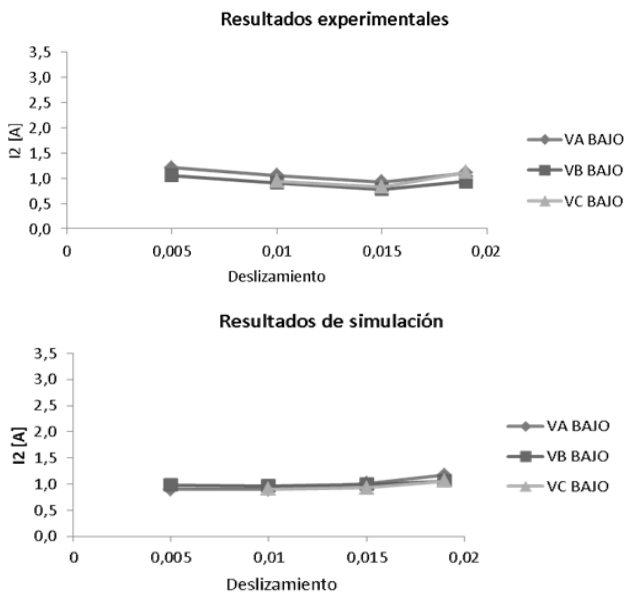 Resultados experimentales
3,5
3,0
2,5
2,0
1,5
1,0
0,5
0,0
I2 [A]
0
0,005
0,01
0,015
0,02
Deslizamiento
VA BAJO
VB BAJO
VC BAJO
Resultados de simulación
3,5
3,0
2,5
2,0
1,5
1,0
0,5
0,0
I2 [A]
0
0,005
0,01
0,015
0,02
Deslizamiento
VA BAJO
VB BAJO
VC BAJO